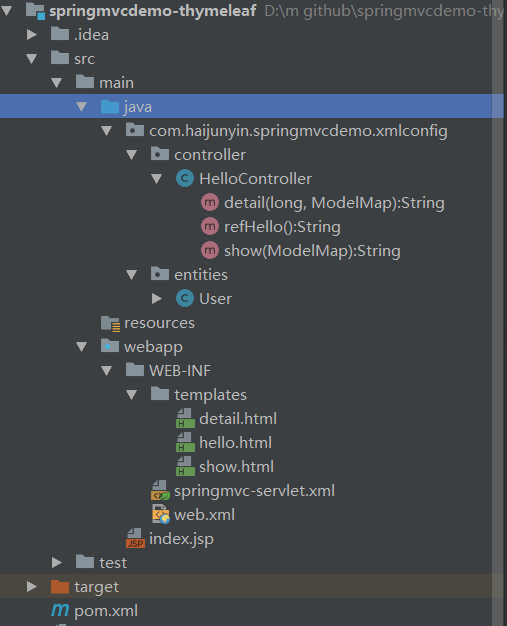 springmvcdemo-thymeleaf D:\m github\springmvcdemo-thy
.idea
src
main
java
com.haijunyin.springmvcdemo.xmlconfig
controller
HelloController
detail(long, ModelMap):String
refHello():String
show(ModelMap):String
entities
User
resources
webapp
WEB-INF
templates
detail.html
hello.html
show.html
springmvc-servlet.xml
web.xml
index.jsp
test
target
pom.xml